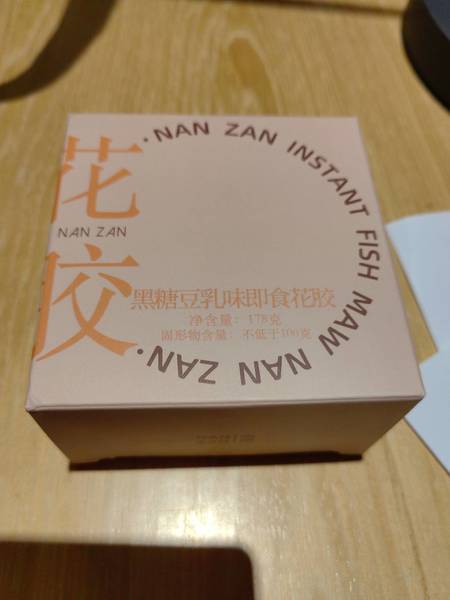 花
NAN ZAN
胶
·NAN ZAN INSTANT FISH MAW NAN ZAN·
黑糖豆乳味即食花胶
净含量：178克
固形物含量：不低于100克